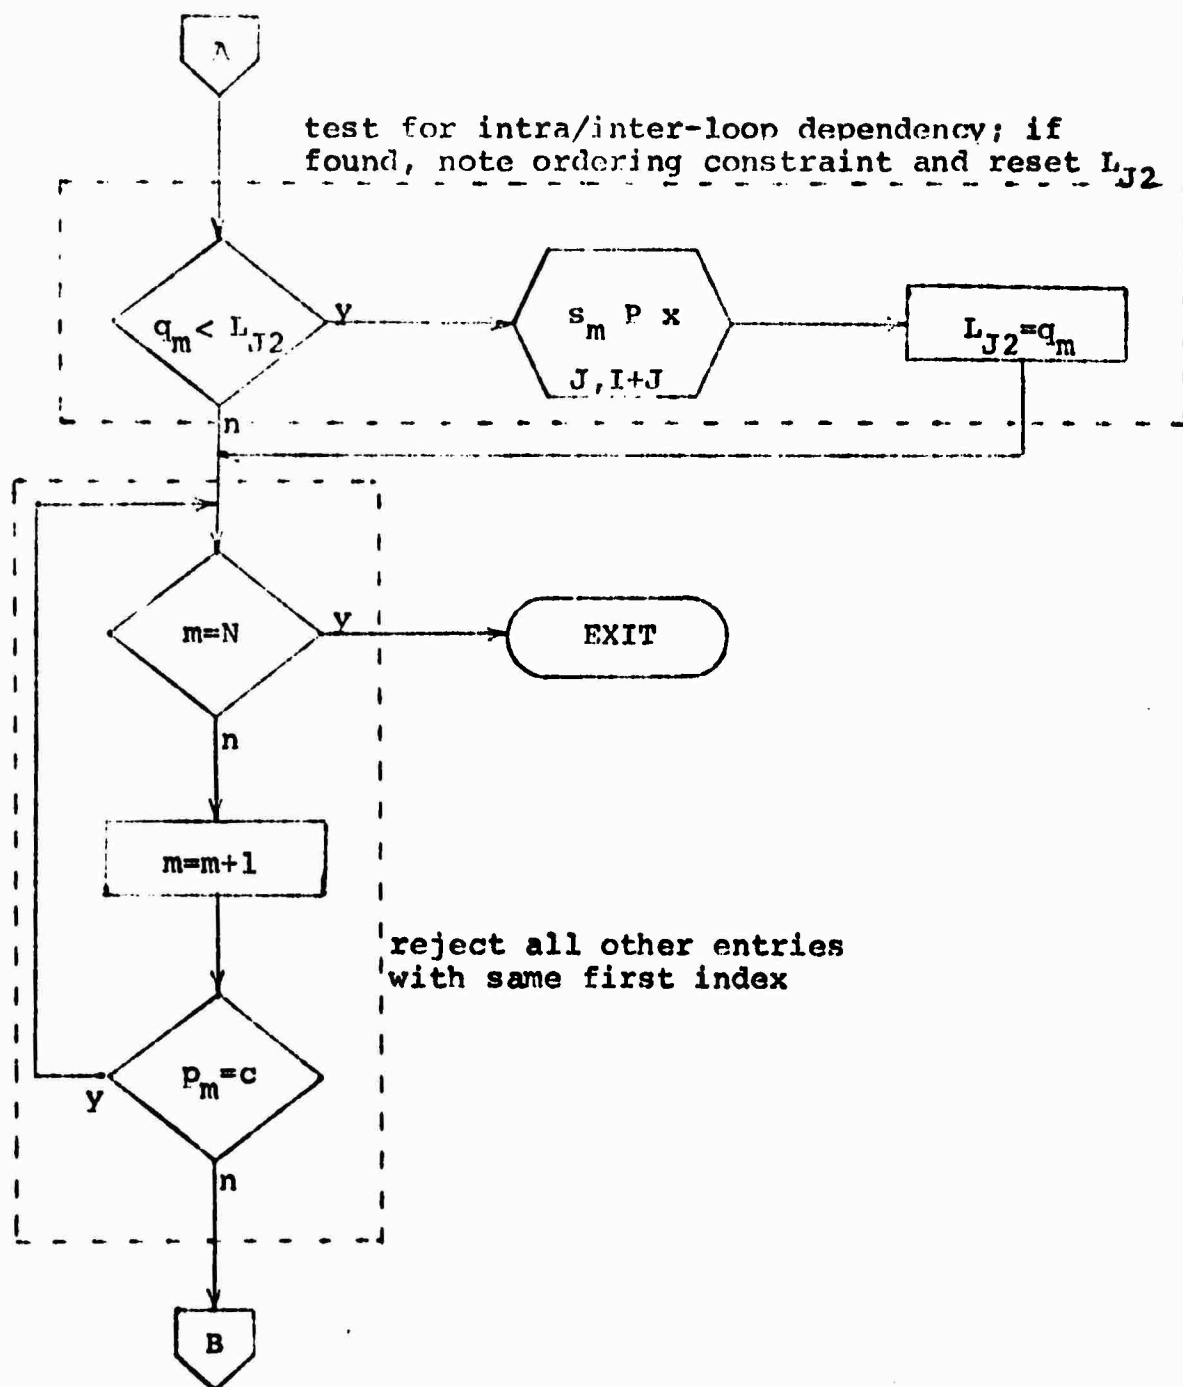 A
test for intra/inter-loop dependency; if
found, note ordering constraint and reset L_J2
q_m < L_J2
y
s_m P x
J,I+J
L_J2=q_m
n
m=N
y
EXIT
n
m=m+1
reject all other entries
with same first index
p_m=c
y
n
B